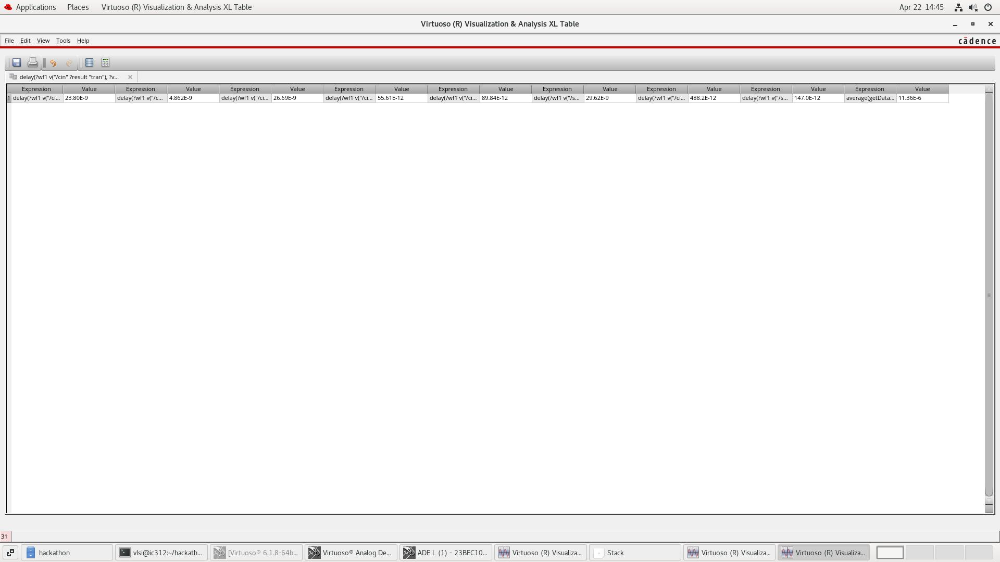 Applications Places Virtuoso (R) Visualization & Analysis XL Table Apr 22 14:45
Virtuoso (R) Visualization & Analysis XL Table
File Edit View Tools Help cādence
delay(?wf1 v("/cin" ?result "tran"), ?v...
Expression Value Expression Value Expression Value Expression Value Expression Value Expression Value Expression Value Expression Value Expression Value
1 delay(?wf1 v("/ci... 23.80E-9 delay(?wf1 v("/c... 4.862E-9 delay(?wf1 v("/ci... 26.69E-9 delay(?wf1 v("/ci... 55.61E-12 delay(?wf1 v("/ci... 89.84E-12 delay(?wf1 v("/s... 29.62E-9 delay(?wf1 v("/ci... 488.2E-12 delay(?wf1 v("/s... 147.0E-12 average(getData... 11.36E-6
31
hackathon vlsi@ic312:~/hackath... [Virtuoso® 6.1.8-64b... Virtuoso® Analog De... ADE L (1) - 23BEC10... Virtuoso (R) Visualiza... Stack Virtuoso (R) Visualiza... Virtuoso (R) Visualiza...